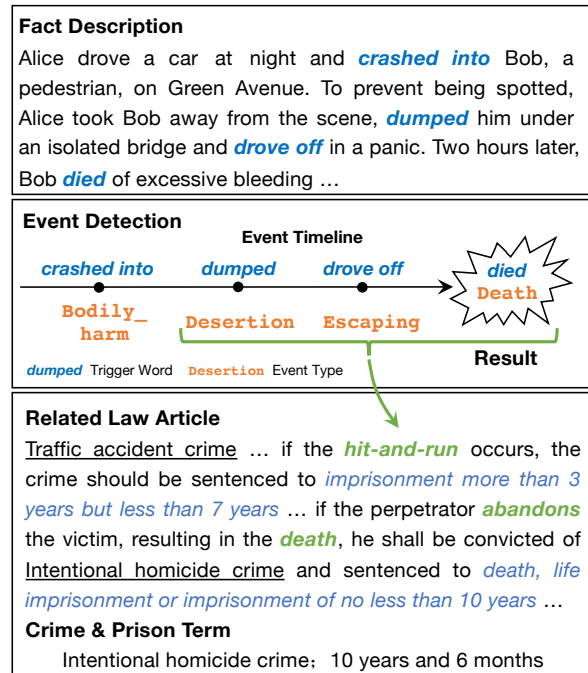 Fact Description
Alice drove a car at night and crashed into Bob, a
pedestrian, on Green Avenue. To prevent being spotted,
Alice took Bob away from the scene, dumped him under
an isolated bridge and drove off in a panic. Two hours later,
Bob died of excessive bleeding ...
Event Detection
Event Timeline
crashed into dumped drove off died
Bodily_
harm Desertion Escaping Death
Result
dumped Trigger Word Desertion Event Type
Related Law Article
Traffic accident crime ... if the hit-and-run occurs, the
crime should be sentenced to imprisonment more than 3
years but less than 7 years ... if the perpetrator abandons
the victim, resulting in the death, he shall be convicted of
Intentional homicide crime and sentenced to death, life
imprisonment or imprisonment of no less than 10 years ...
Crime & Prison Term
Intentional homicide crime; 10 years and 6 months